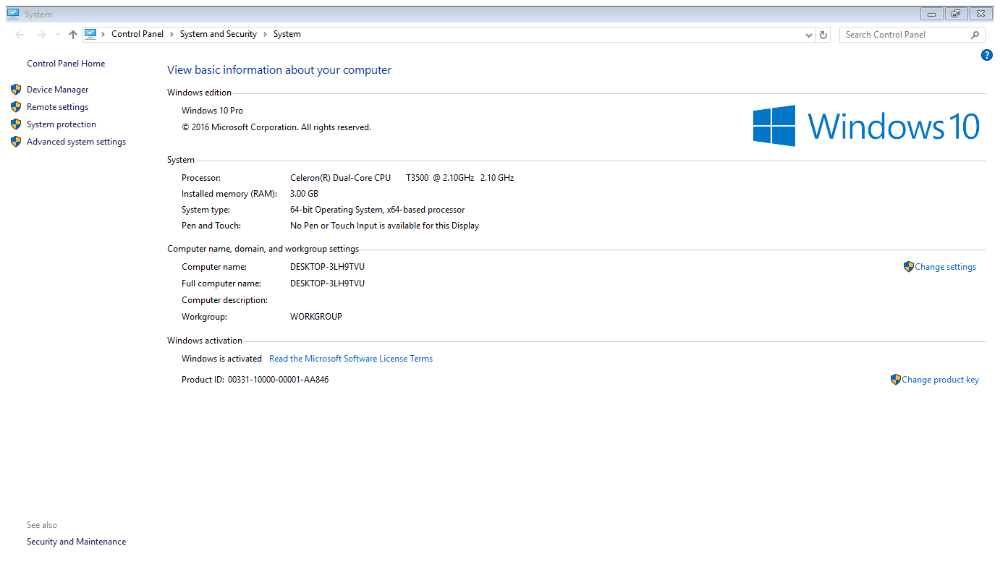 System
Control Panel > System and Security > System
Search Control Panel
?
Control Panel Home
Device Manager
Remote settings
System protection
Advanced system settings
View basic information about your computer
Windows edition
Windows 10 Pro
© 2016 Microsoft Corporation. All rights reserved.
Windows 10
System
Processor: Celeron(R) Dual-Core CPU T3500 @ 2.10GHz 2.10 GHz
Installed memory (RAM): 3.00 GB
System type: 64-bit Operating System, x64-based processor
Pen and Touch: No Pen or Touch Input is available for this Display
Computer name, domain, and workgroup settings
Computer name: DESKTOP-3LH9TVU
Change settings
Full computer name: DESKTOP-3LH9TVU
Computer description:
Workgroup: WORKGROUP
Windows activation
Windows is activated Read the Microsoft Software License Terms
Product ID: 00331-10000-00001-AA846
Change product key
See also
Security and Maintenance